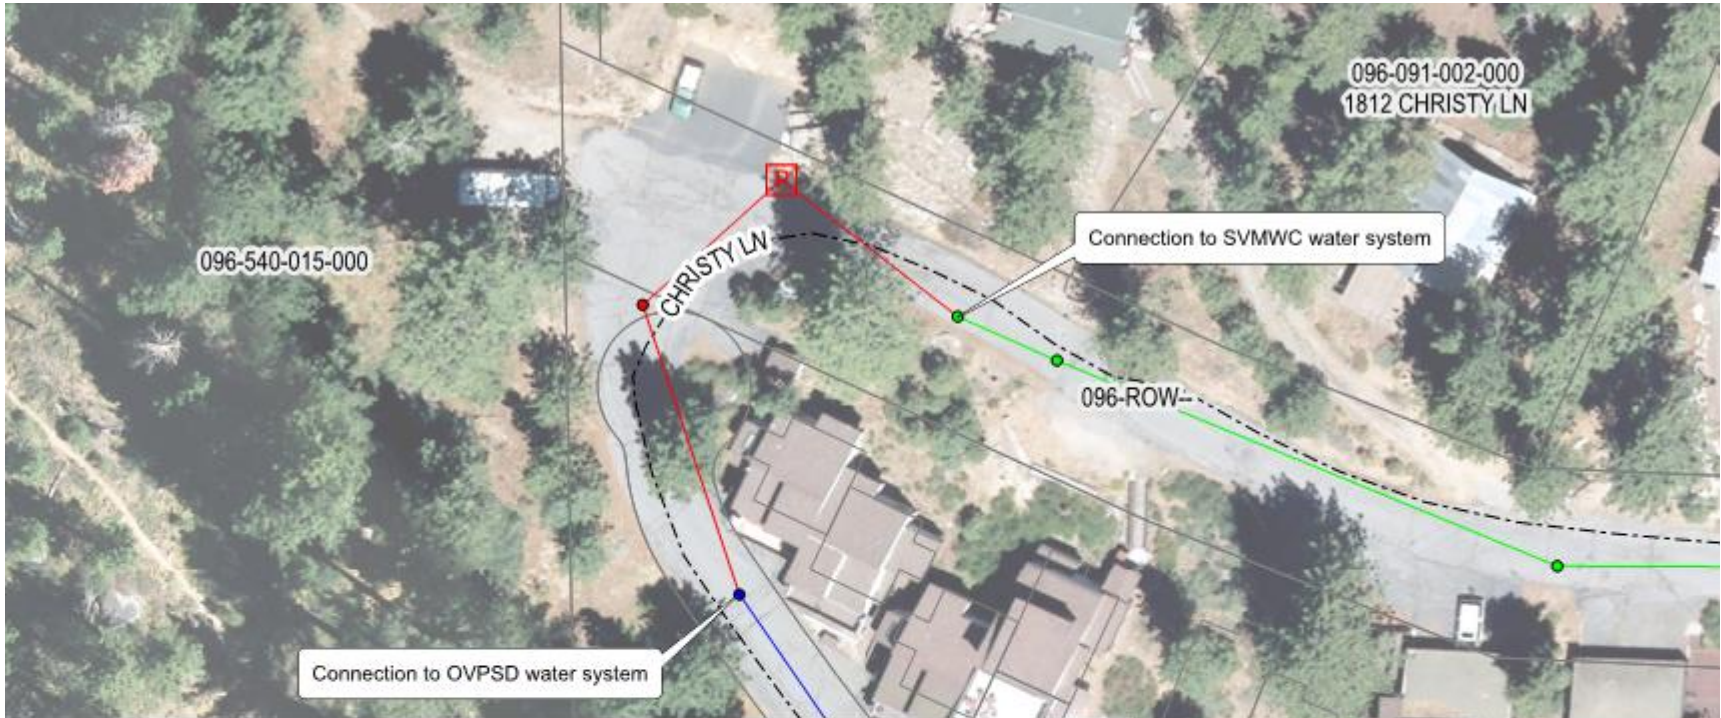 096-091-002-000
1812 CHRISTY LN
R
Connection to SVMWC water system
CHRISTY LN
096-540-015-000
096-ROW--
Connection to OVPSD water system